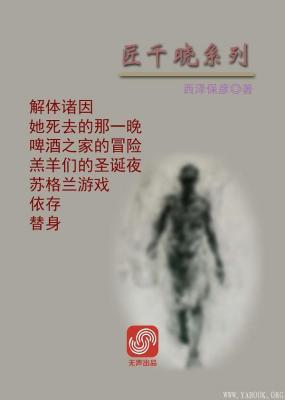 匠千晓系列
西泽保彦◎著
解体诸因
她死去的那一晚
啤酒之家的冒险
羔羊们的圣诞夜
苏格兰游戏
依存
替身
无声出品
WWW.YABOOK.ORG